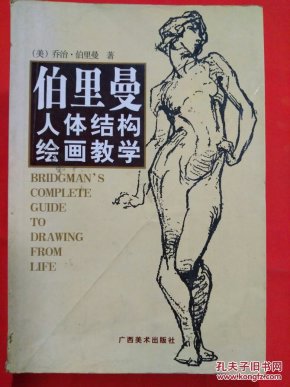 （美）乔治·伯里曼 著
伯里曼
人体结构
绘画教学
BRIDGMAN'S
COMPLETE
GUIDE
TO
DRAWING
FROM
LIFE
广西美术出版社
孔夫子旧书网